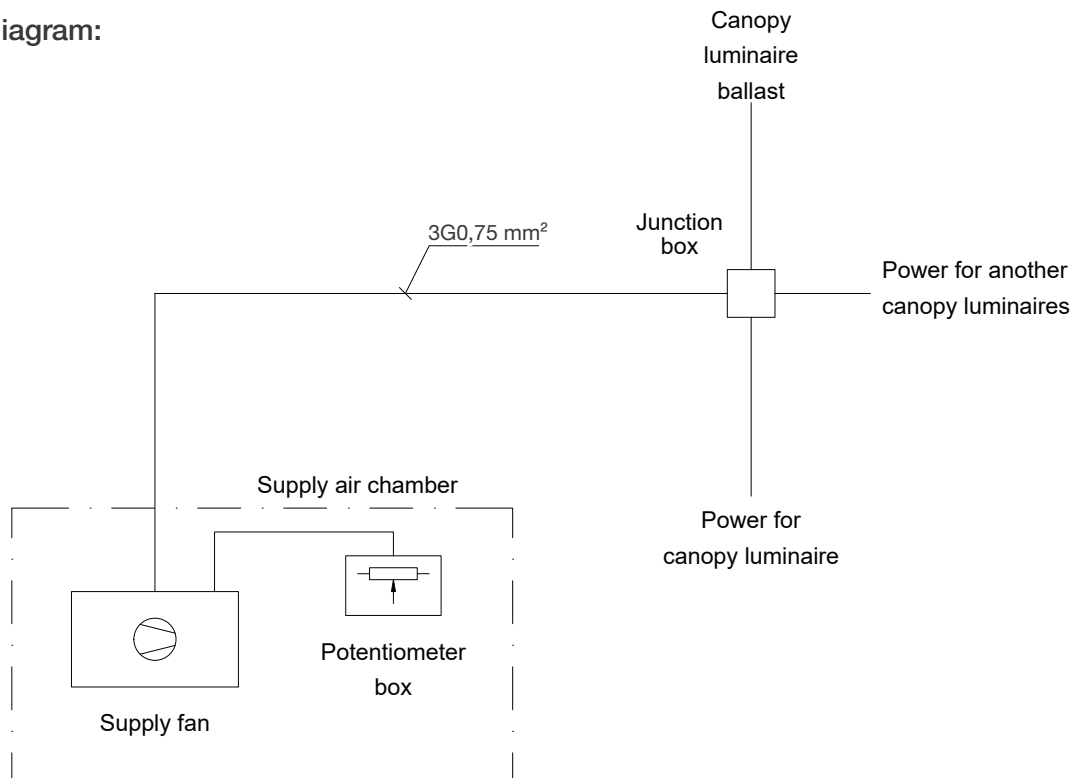 iagram:
Canopy
luminaire
ballast
3G0,75 mm²
Junction
box
Power for another
canopy luminaires
Supply air chamber
Power for
canopy luminaire
Potentiometer
box
Supply fan